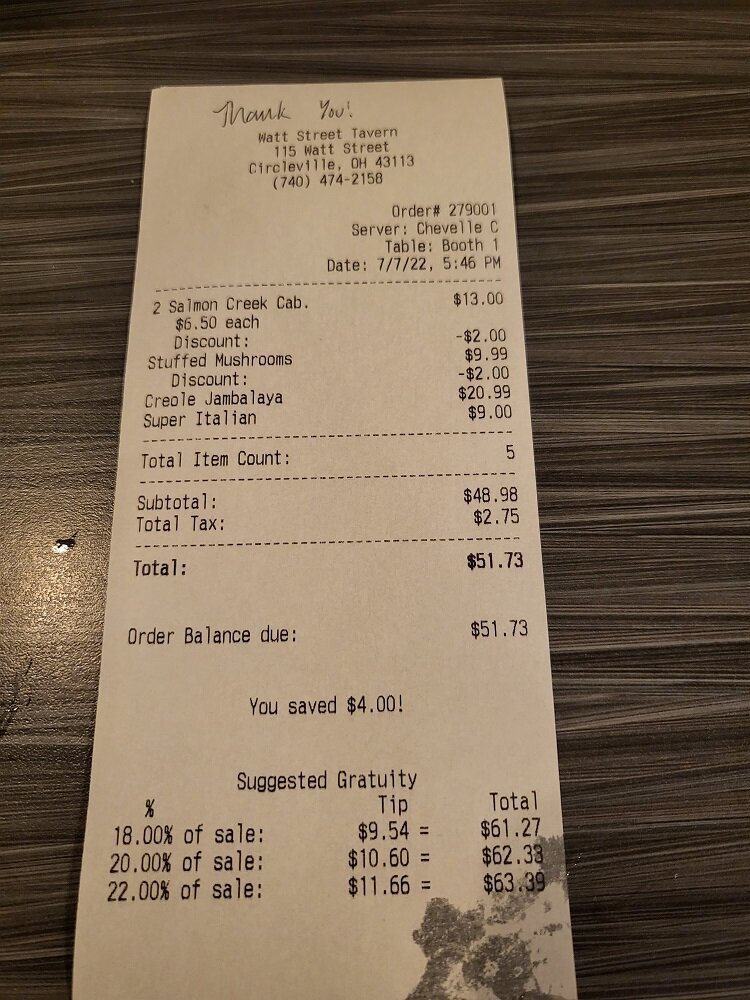 Thank You!
Watt Street Tavern
115 Watt Street
Circleville, OH 43113
(740) 474-2158
Order# 279001
Server: Chevelle C
Table: Booth 1
Date: 7/7/22, 5:46 PM
2 Salmon Creek Cab. $13.00
$6.50 each
Discount: -$2.00
Stuffed Mushrooms $9.99
Discount: -$2.00
Creole Jambalaya $20.99
Super Italian $9.00
Total Item Count: 5
Subtotal: $48.98
Total Tax: $2.75
Total: $51.73
Order Balance due: $51.73
You saved $4.00!
Suggested Gratuity
% Tip Total
18.00% of sale: $9.54 = $61.27
20.00% of sale: $10.60 = $62.33
22.00% of sale: $11.66 = $63.39